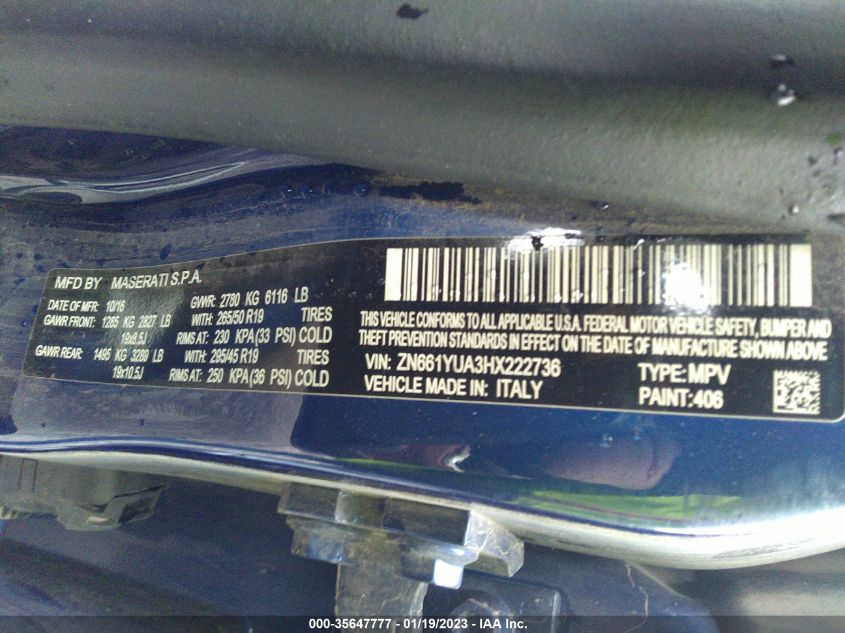 MFD BY MASERATI S.P.A.
DATE OF MFR: 10/16 GVWR: 2780 KG 6116 LB
GAWR FRONT: 1285 KG 2827 LB WITH: 265/50 R19 TIRES
19x8.5J RIMS AT: 230 KPA (33 PSI) COLD
GAWR REAR: 1495 KG 3289 LB WITH: 295/45 R19 TIRES
19x10.5J RIMS AT: 250 KPA (36 PSI) COLD
THIS VEHICLE CONFORMS TO ALL APPLICABLE U.S.A. FEDERAL MOTOR VEHICLE SAFETY, BUMPER AND
THEFT PREVENTION STANDARDS IN EFFECT ON THE DATE OF MANUFACTURE SHOWN ABOVE
VIN: ZN661YUA3HX222736 TYPE: MPV
VEHICLE MADE IN: ITALY PAINT: 406
000-35647777 - 01/19/2023 - IAA Inc.